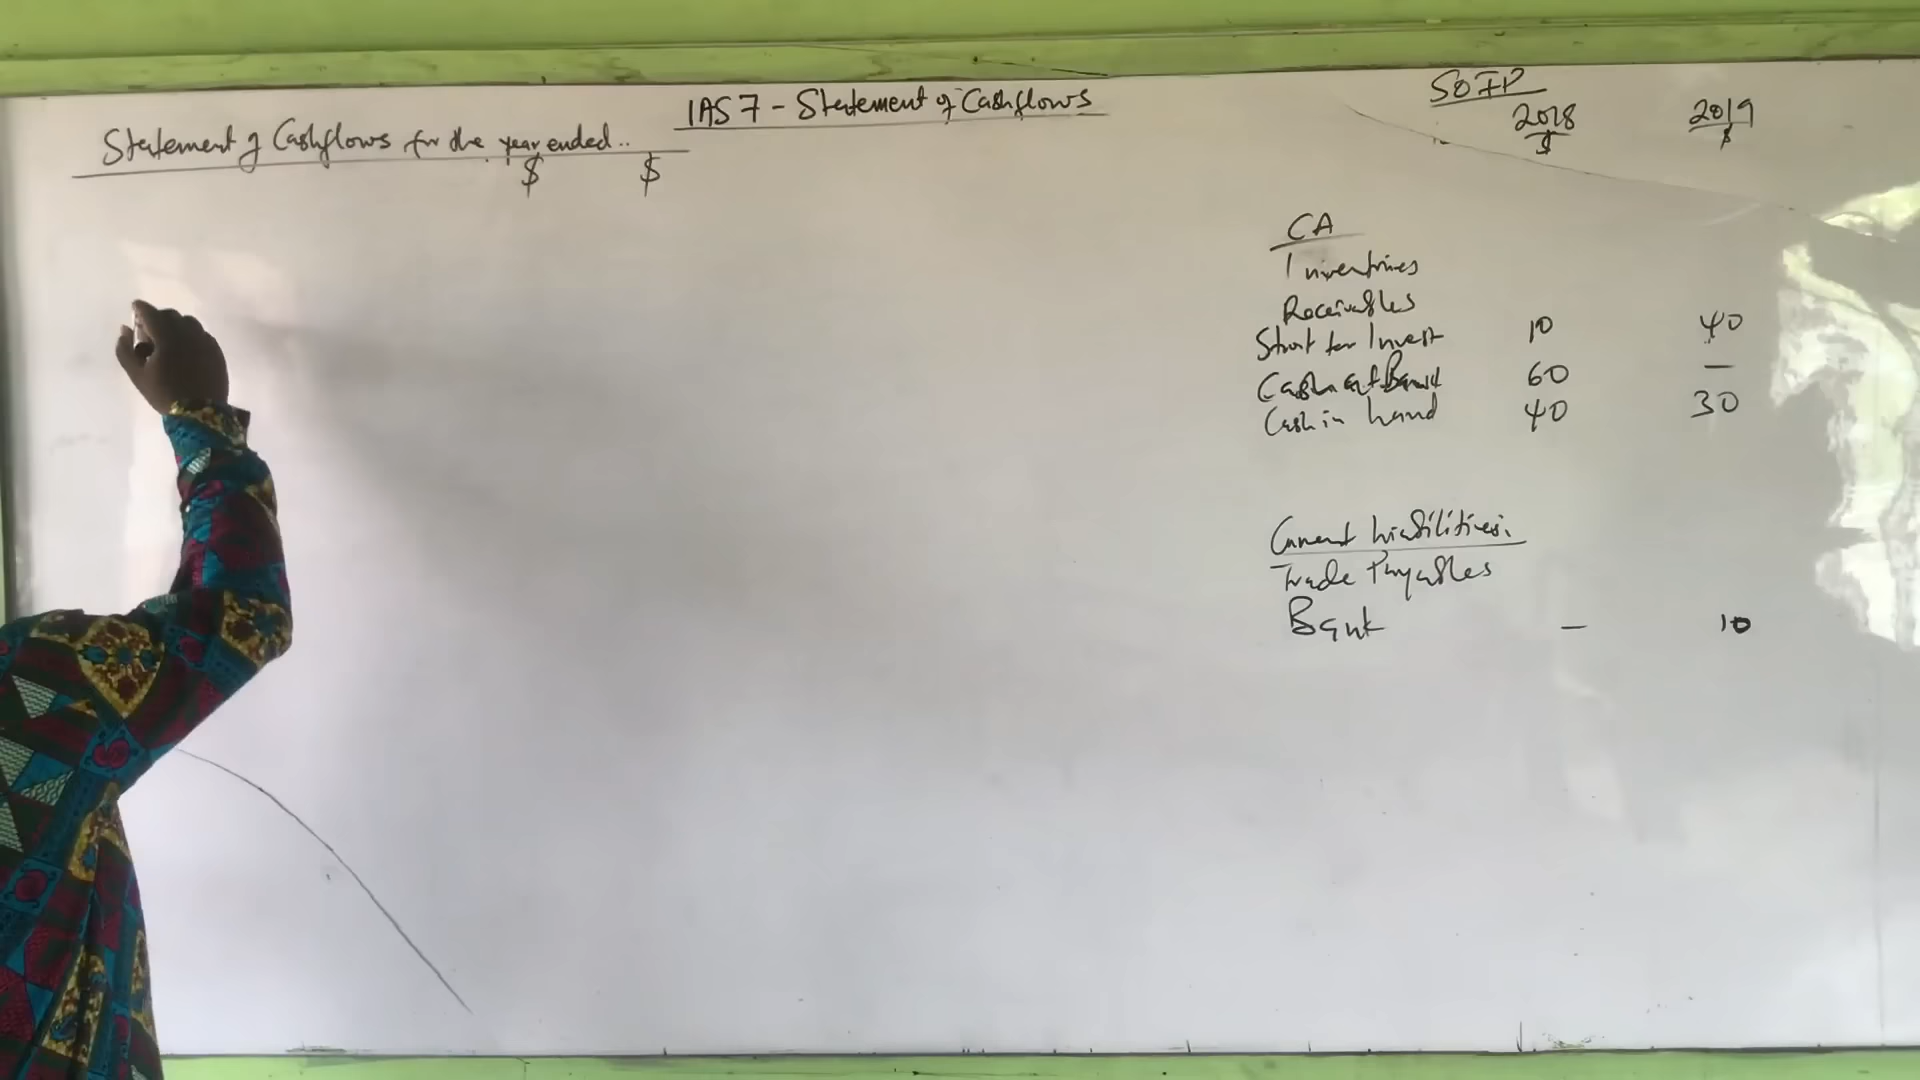 IAS 7 - Statement of Cashflows
Statement of Cashflows for the year ended..
$ $
SOFP
2018 2019
$ $
CA
Inventories
Receivables
Short ter Invest 10 40
Cash at Bank 60 -
Cash in hand 40 30
Current Liabilities:
Trade Payables
Bank - 10